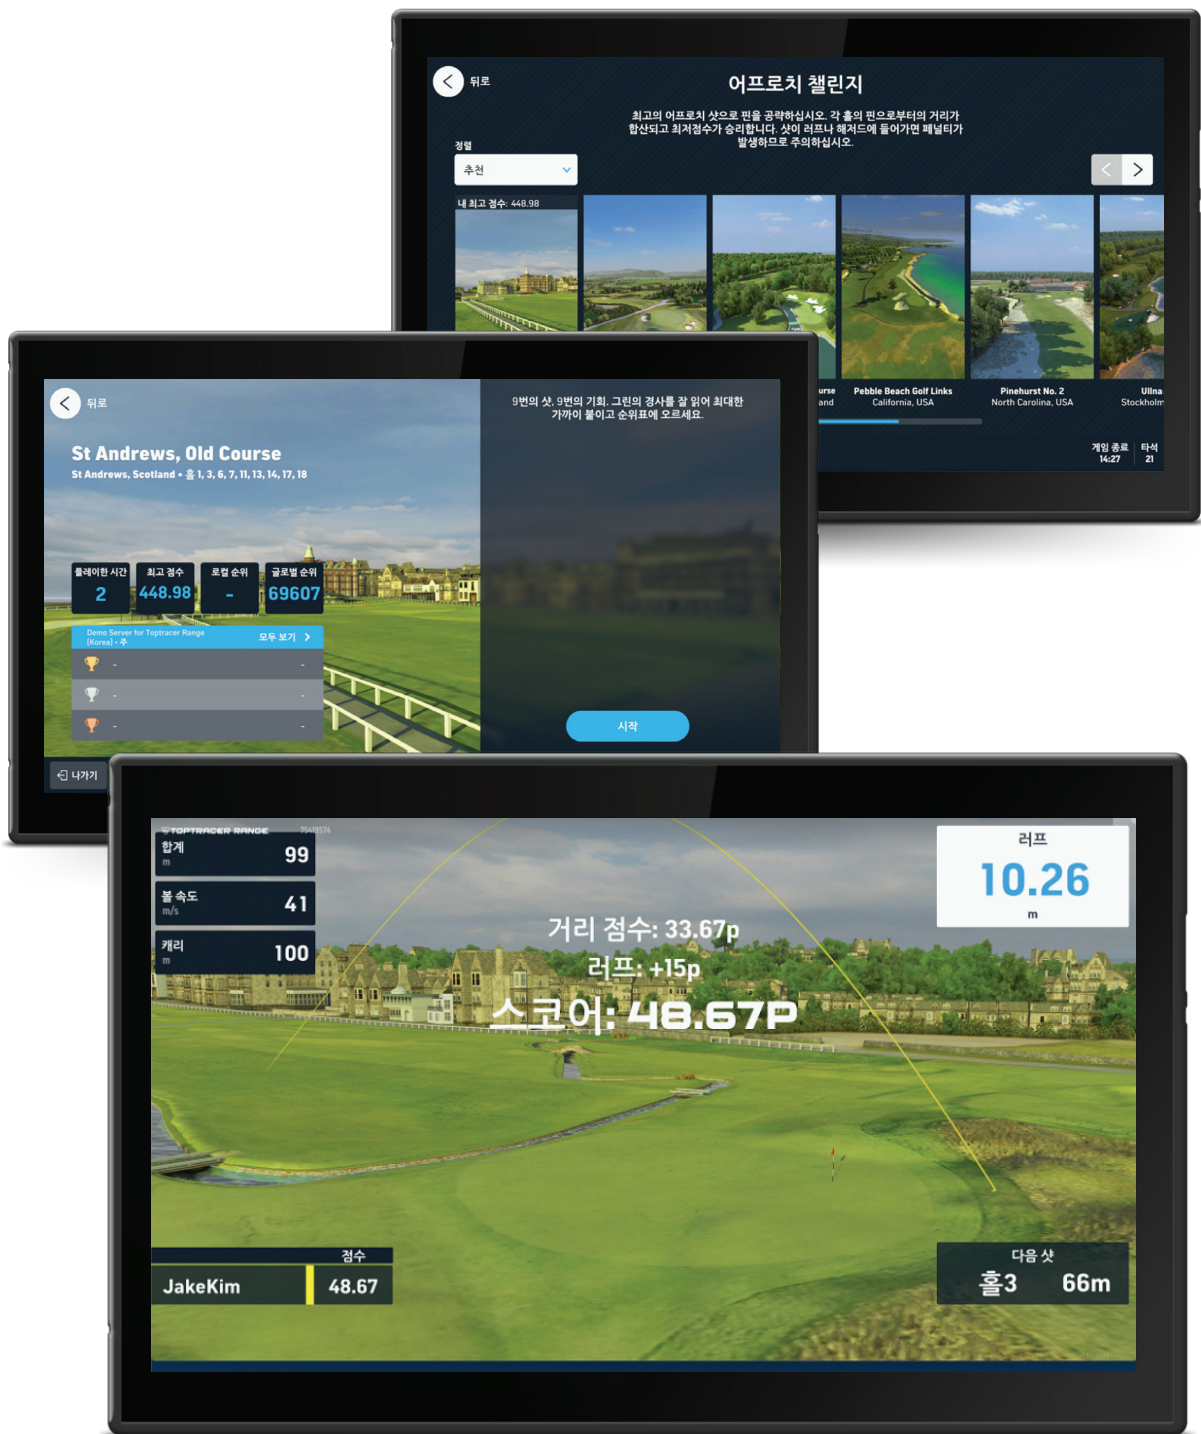 뒤로
어프로치 챌린지
최고의 어프로치 샷으로 핀을 공략하십시오. 각 홀의 핀으로부터의 거리가
합산되고 최저점수가 승리합니다. 샷이 러프나 해저드에 들어가면 페널티가
발생하므로 주의하십시오.
정렬
추천
내 최고 점수: 448.98
urse
and
Pebble Beach Golf Links
California, USA
Pinehurst No. 2
North Carolina, USA
Ullna
Stockholm
게임 종료
14:27
타석
21
뒤로
9번의 샷, 9번의 기회. 그린의 경사를 잘 읽어 최대한
가까이 붙이고 순위표에 오르세요.
St Andrews, Old Course
St Andrews, Scotland • 홀 1, 3, 6, 7, 11, 13, 14, 17, 18
플레이한 시간
2
최고 점수
448.98
로컬 순위
-
글로벌 순위
69607
Demo Server for Toptracer Range
[Korea] • 주
모두 보기
- -
- -
- -
시작
나가기
TOPTRACER RANGE
합계
m
99
볼 속도
m/s
41
캐리
m
100
거리 점수: 33.67p
러프: +15p
스코어: 48.67P
러프
10.26
m
점수
JakeKim 48.67
다음 샷
홀3 66m